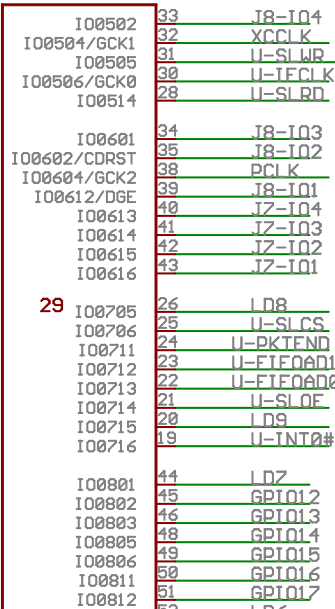 IO0502 33 J8-IO4
IO0504/GCK1 32 XCCLK
IO0505 31 U-SLWR
IO0506/GCK0 30 U-IFCLK
IO0514 28 U-SLRD
IO0601 34 J8-IO3
IO0602/CDRST 35 J8-IO2
IO0604/GCK2 38 PCLK
IO0612/DGE 39 J8-IO1
IO0613 40 J7-IO4
IO0614 41 J7-IO3
IO0615 42 J7-IO2
IO0616 43 J7-IO1
29
IO0705 26 LD8
IO0706 25 U-SLCS
IO0711 24 U-PKTEND
IO0712 23 U-FIFOAD1
IO0713 22 U-FIFOAD0
IO0714 21 U-SLOE
IO0715 20 LD9
IO0716 19 U-INT0#
IO0801 44 LD7
IO0802 45 GPIO12
IO0803 46 GPIO13
IO0805 48 GPIO14
IO0806 49 GPIO15
IO0811 50 GPIO16
IO0812 51 GPIO17